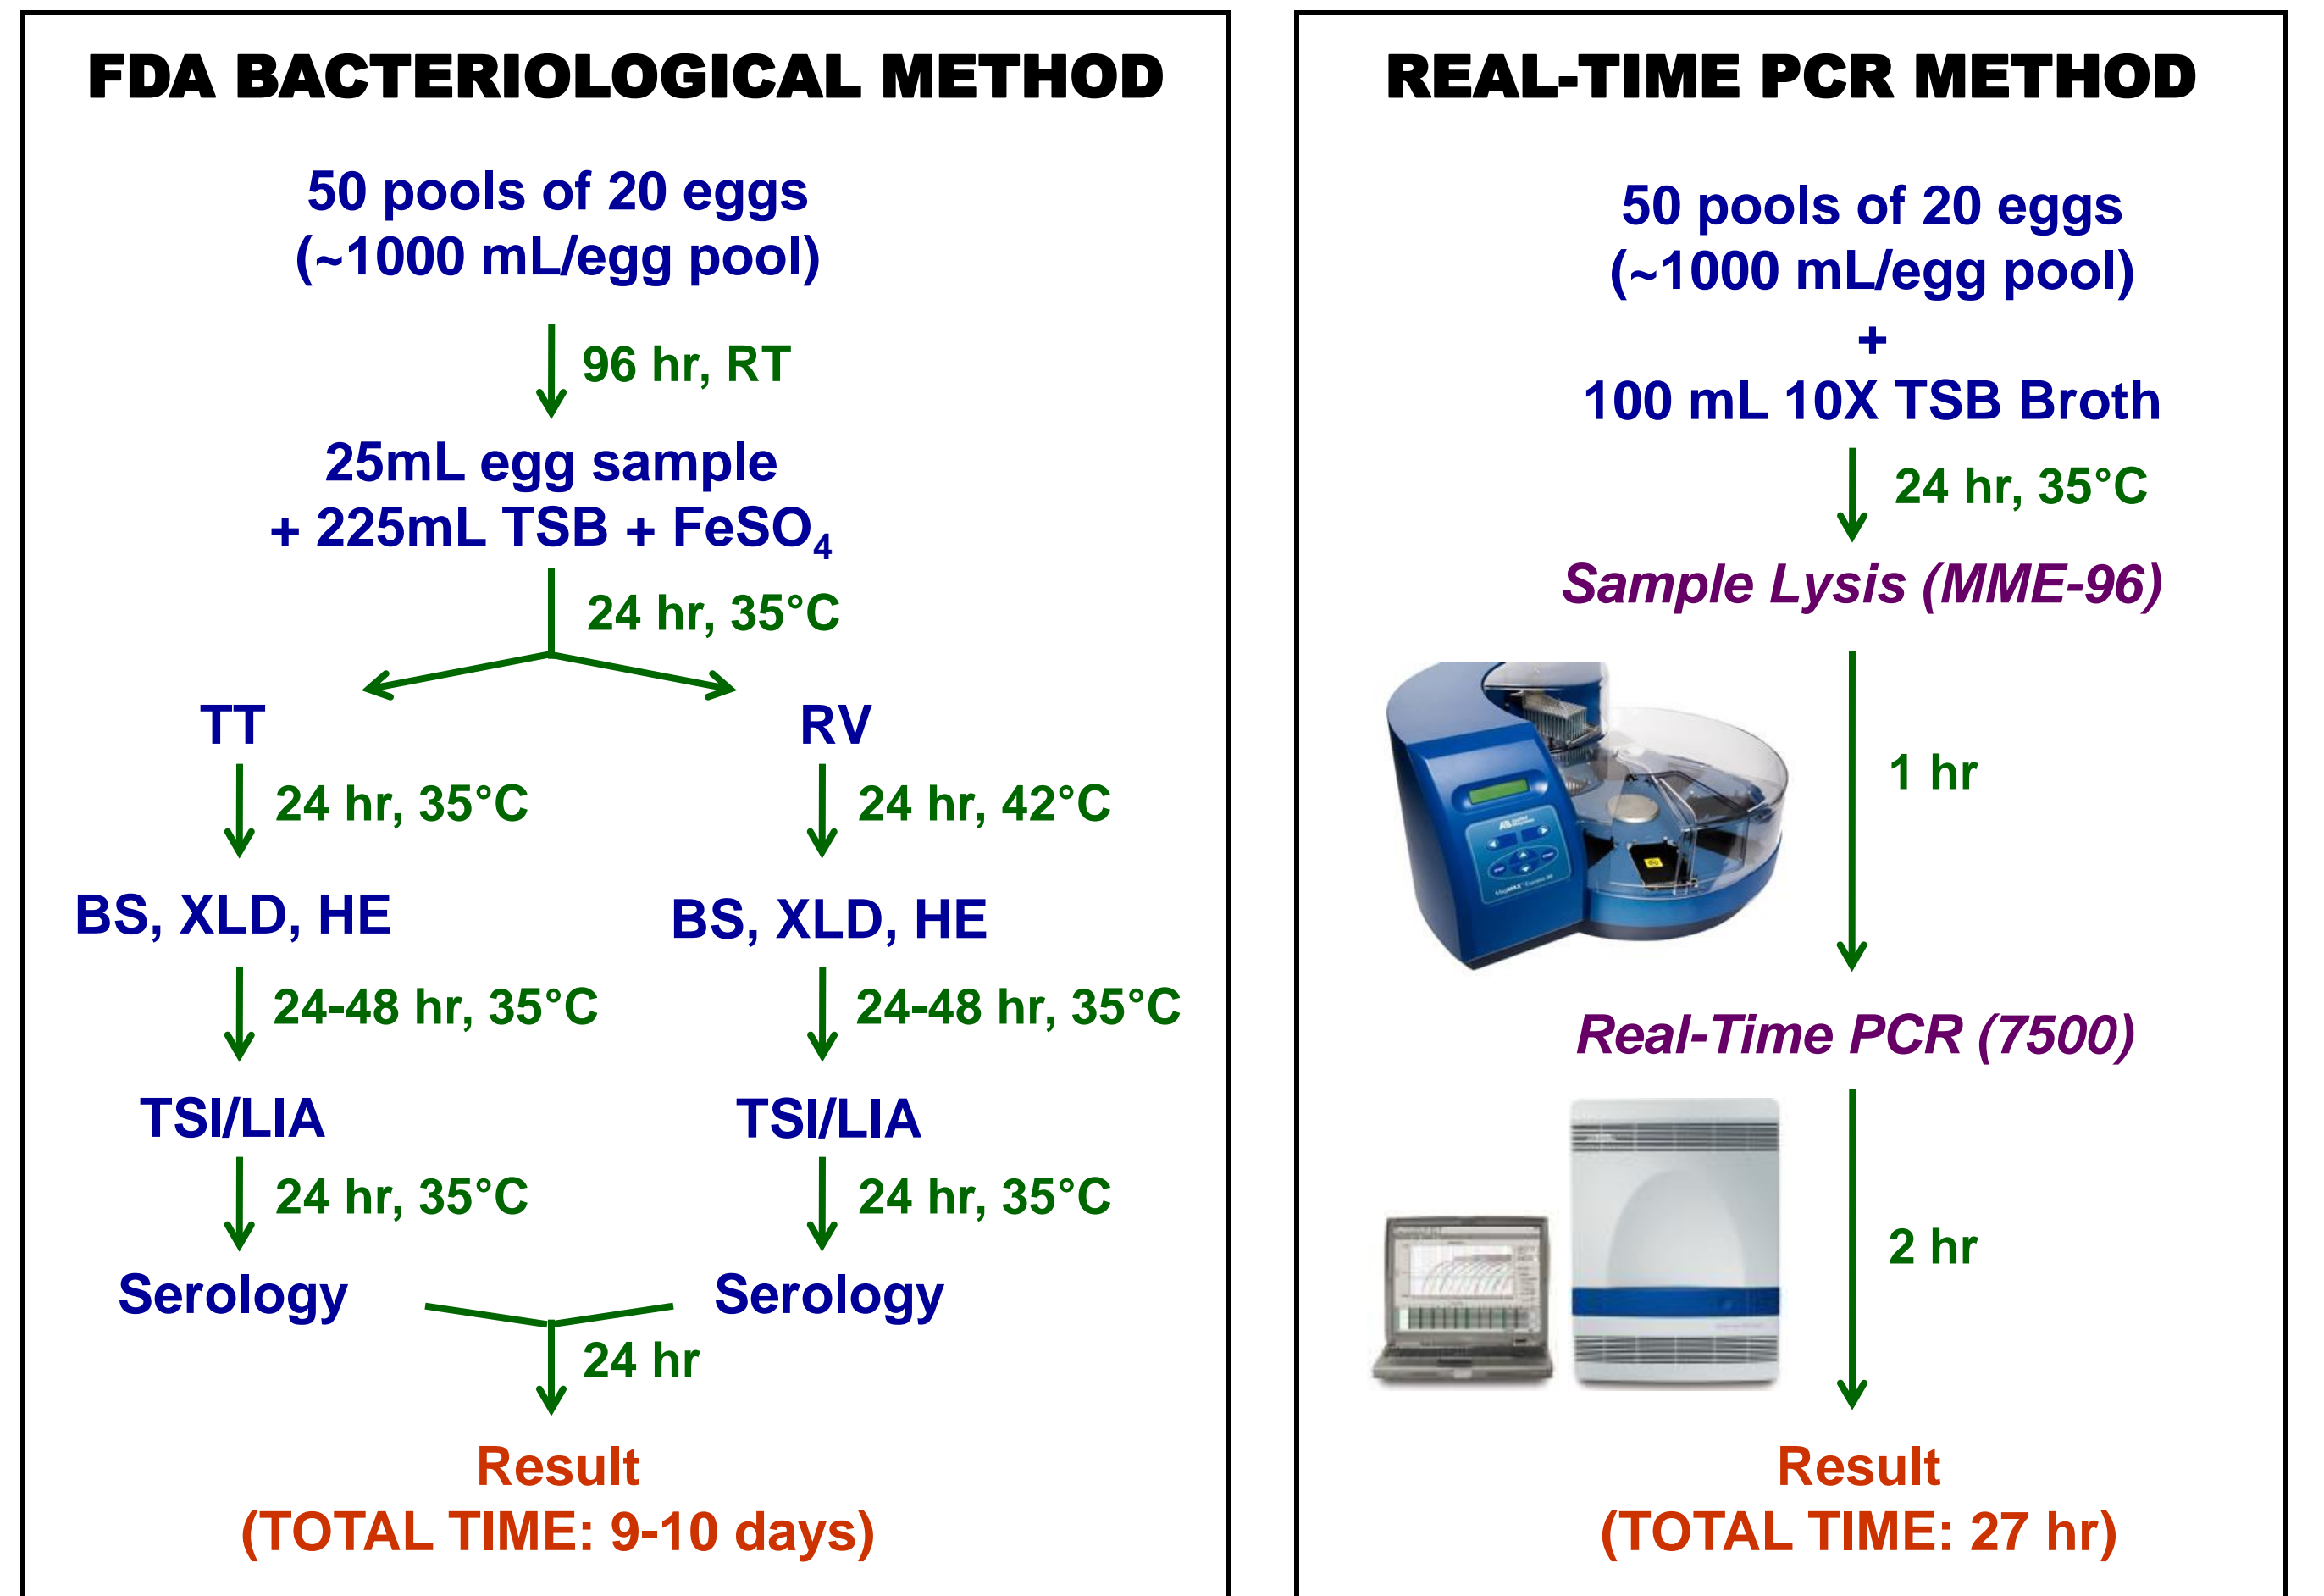 FDA BACTERIOLOGICAL METHOD
50 pools of 20 eggs
(~1000 mL/egg pool)
96 hr, RT
25mL egg sample
+ 225mL TSB + FeSO₄
24 hr, 35°C
TT
RV
24 hr, 35°C
24 hr, 42°C
BS, XLD, HE
BS, XLD, HE
24-48 hr, 35°C
24-48 hr, 35°C
TSI/LIA
TSI/LIA
24 hr, 35°C
24 hr, 35°C
Serology
Serology
24 hr
Result
(TOTAL TIME: 9-10 days)
REAL-TIME PCR METHOD
50 pools of 20 eggs
(~1000 mL/egg pool)
+
100 mL 10X TSB Broth
24 hr, 35°C
Sample Lysis (MME-96)
1 hr
Real-Time PCR (7500)
2 hr
Result
(TOTAL TIME: 27 hr)